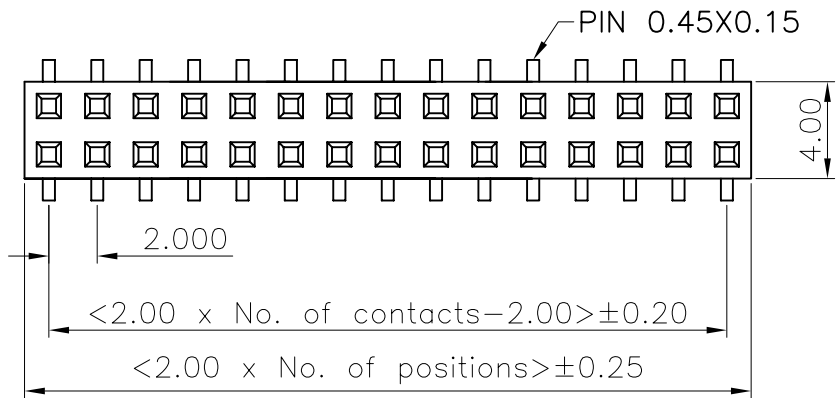 PIN 0.45X0.15
4.00
2.000
<2.00 x No. of contacts−2.00>±0.20
<2.00 x No. of positions>±0.25